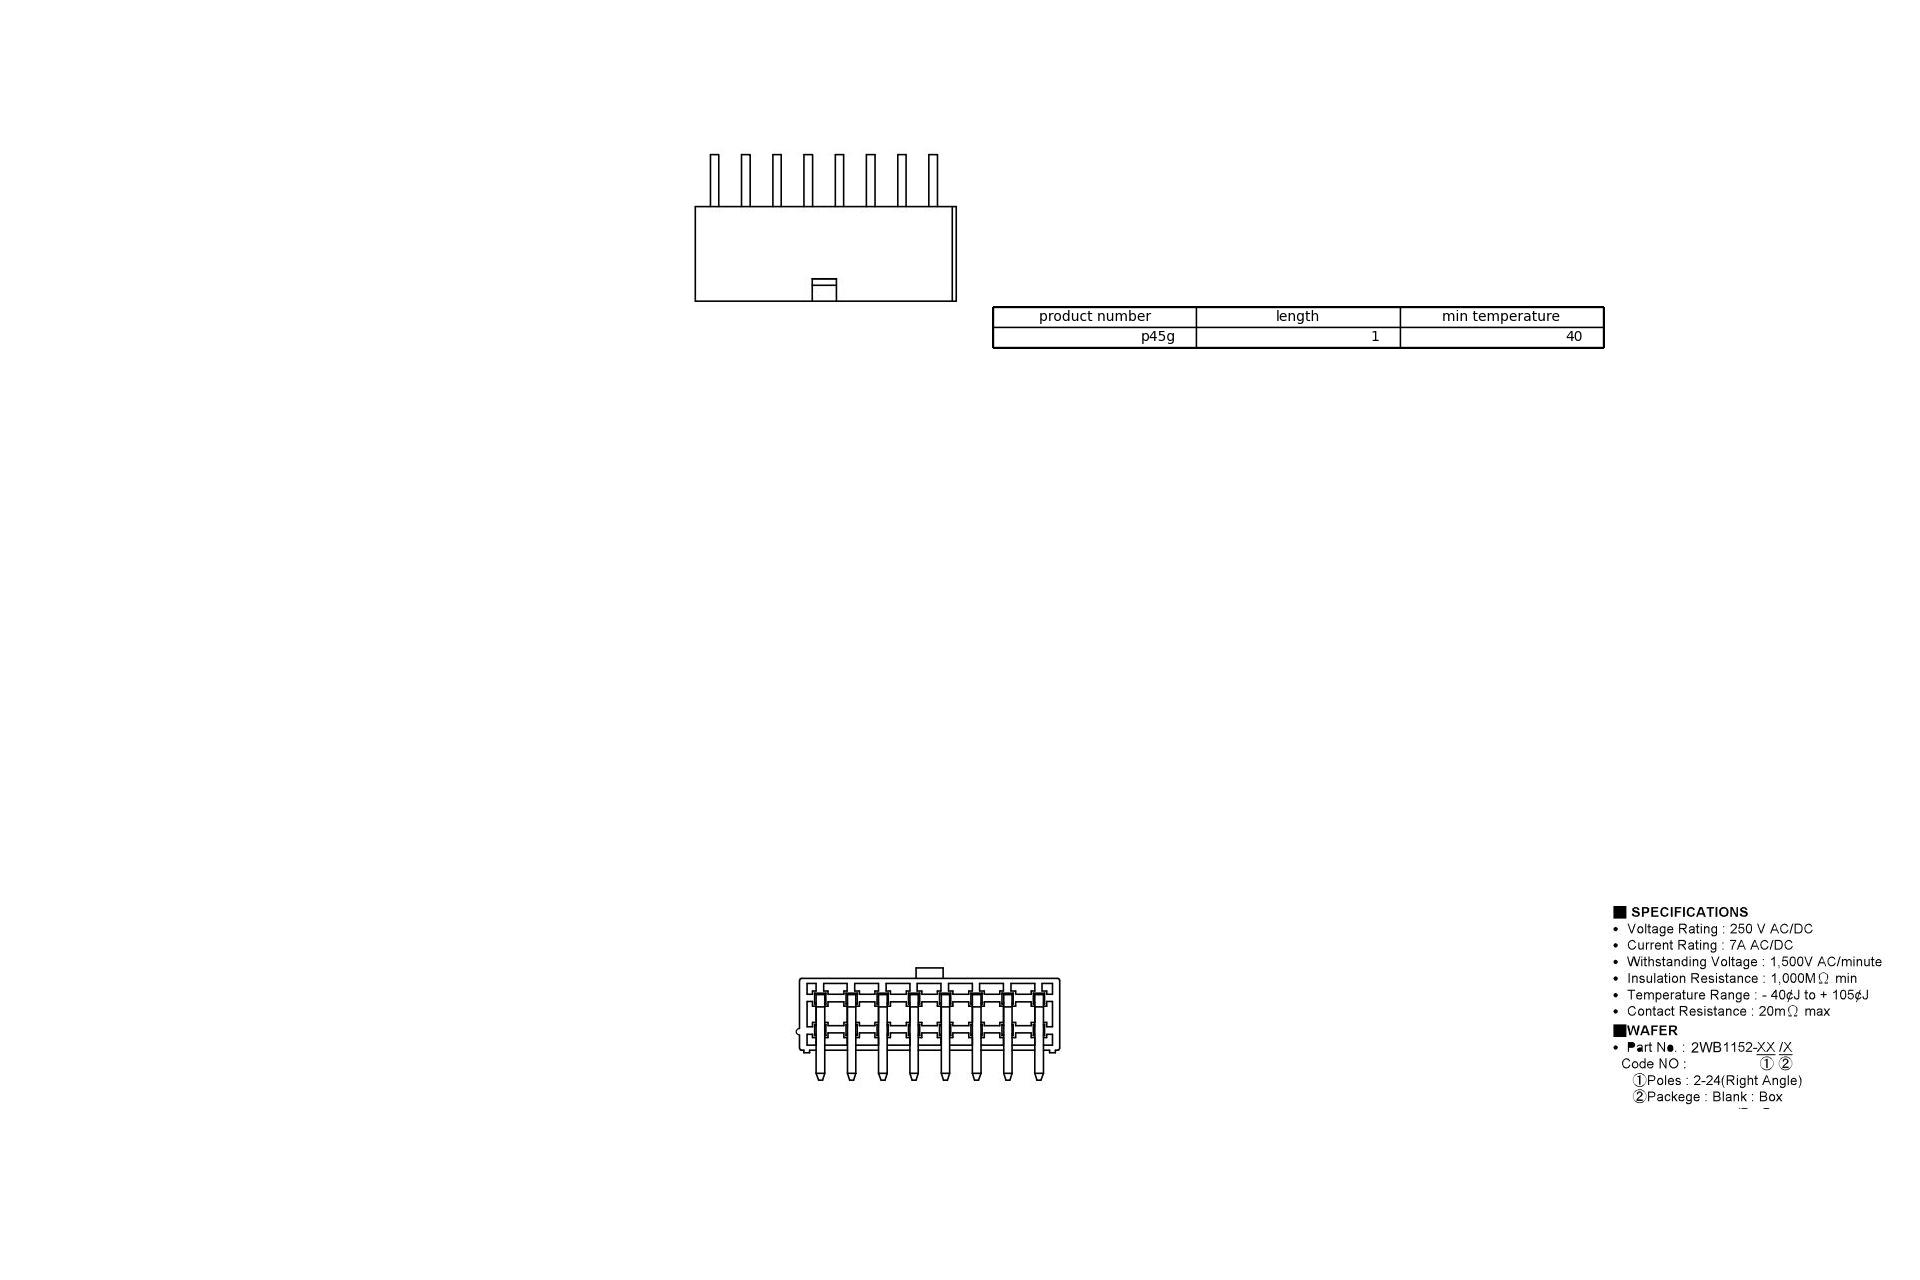 product number length min temperature
p45g 1 40
■ SPECIFICATIONS
• Voltage Rating : 250 V AC/DC
• Current Rating : 7A AC/DC
• Withstanding Voltage : 1,500V AC/minute
• Insulation Resistance : 1,000MΩ min
• Temperature Range : - 40¢J to + 105¢J
• Contact Resistance : 20mΩ max
■WAFER
• Part No. : 2WB1152-XX /X
Code NO : ① ②
①Poles : 2-24(Right Angle)
②Packege : Blank : Box